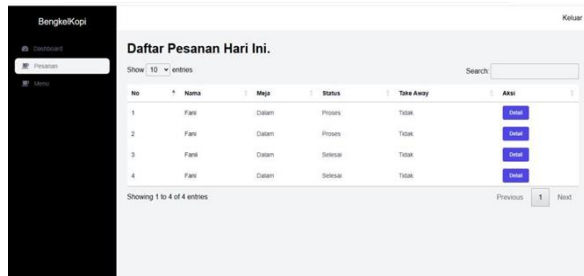 BengkelKopi
Keluar
Dashboard
Pesanan
Menu
Daftar Pesanan Hari Ini.
Show 10 entries
Search:
No Nama Meja Status Take Away Aksi
1 Fani Dalam Proses Tidak Detail
2 Fani Dalam Proses Tidak Detail
3 Fani Dalam Selesai Tidak Detail
4 Fani Dalam Selesai Tidak Detail
Showing 1 to 4 of 4 entries
Previous 1 Next